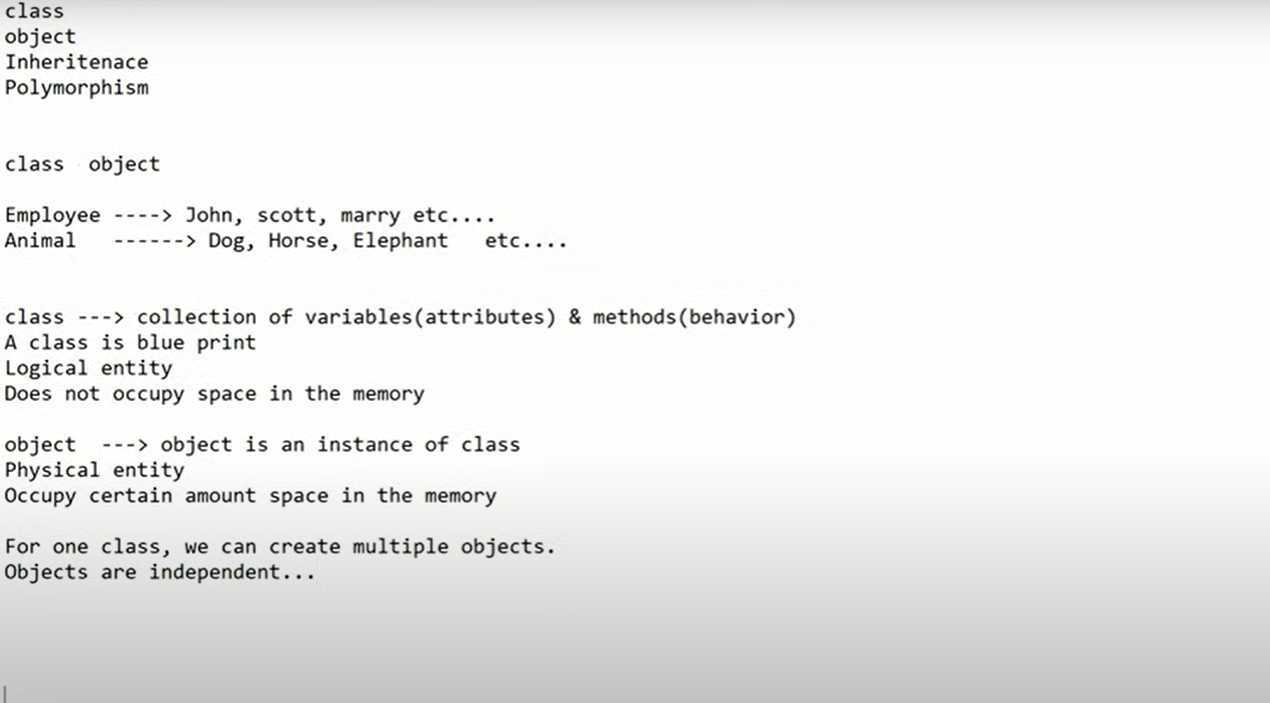 class
object
Inheritenace
Polymorphism
class object
Employee ----> John, scott, marry etc....
Animal ------> Dog, Horse, Elephant etc....
class ---> collection of variables(attributes) & methods(behavior)
A class is blue print
Logical entity
Does not occupy space in the memory
object ---> object is an instance of class
Physical entity
Occupy certain amount space in the memory
For one class, we can create multiple objects.
Objects are independent...